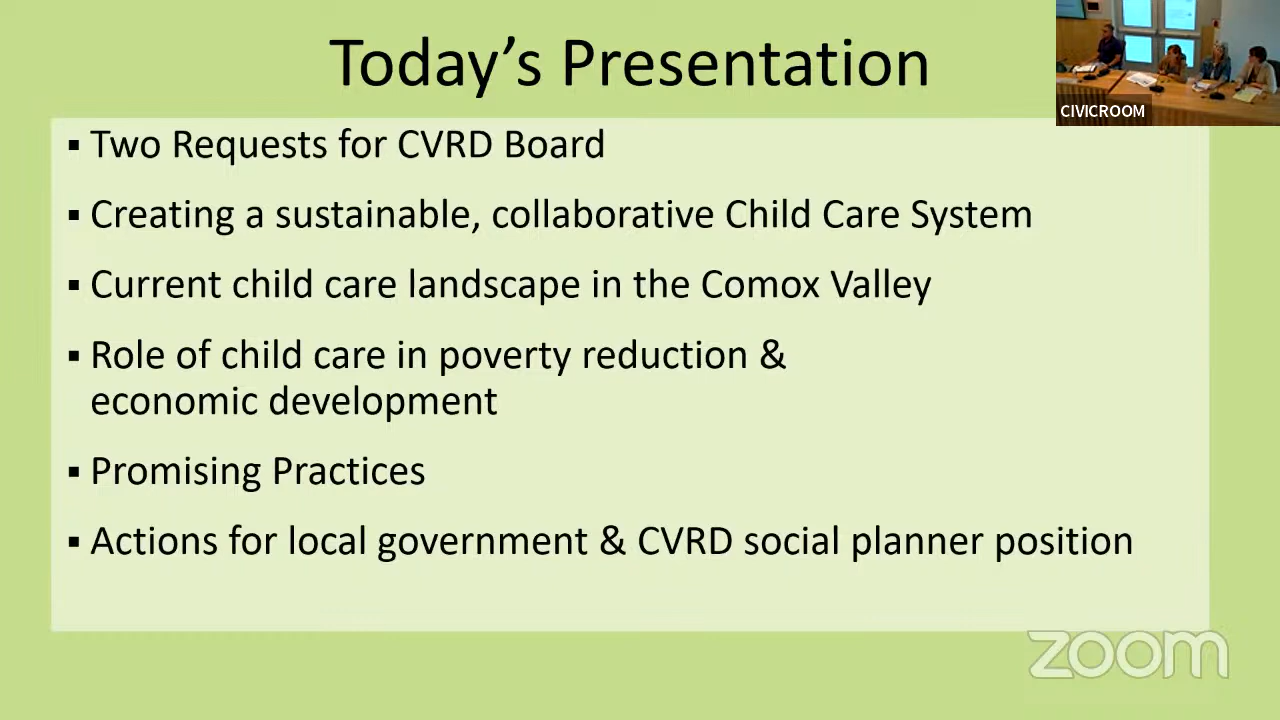 Today's Presentation
CIVICROOM
▪ Two Requests for CVRD Board
▪ Creating a sustainable, collaborative Child Care System
▪ Current child care landscape in the Comox Valley
▪ Role of child care in poverty reduction &
economic development
▪ Promising Practices
▪ Actions for local government & CVRD social planner position
zoom